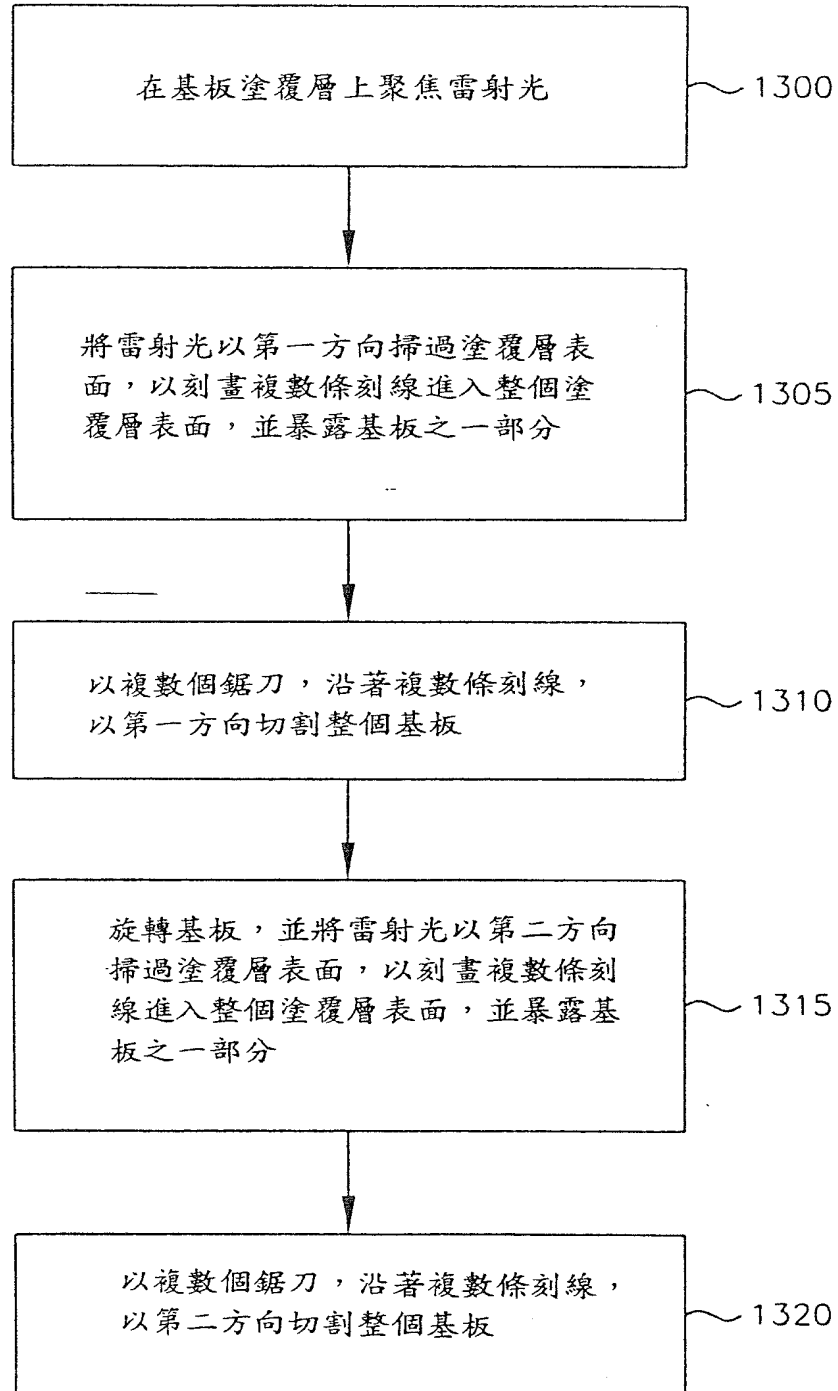 在基板塗覆層上聚焦雷射光
1300
將雷射光以第一方向掃過塗覆層表
面，以刻畫複數條刻線進入整個塗
覆層表面，並暴露基板之一部分
1305
以複數個鋸刀，沿著複數條刻線，
以第一方向切割整個基板
1310
旋轉基板，並將雷射光以第二方向
掃過塗覆層表面，以刻畫複數條刻
線進入整個塗覆層表面，並暴露基
板之一部分
1315
以複數個鋸刀，沿著複數條刻線，
以第二方向切割整個基板
1320